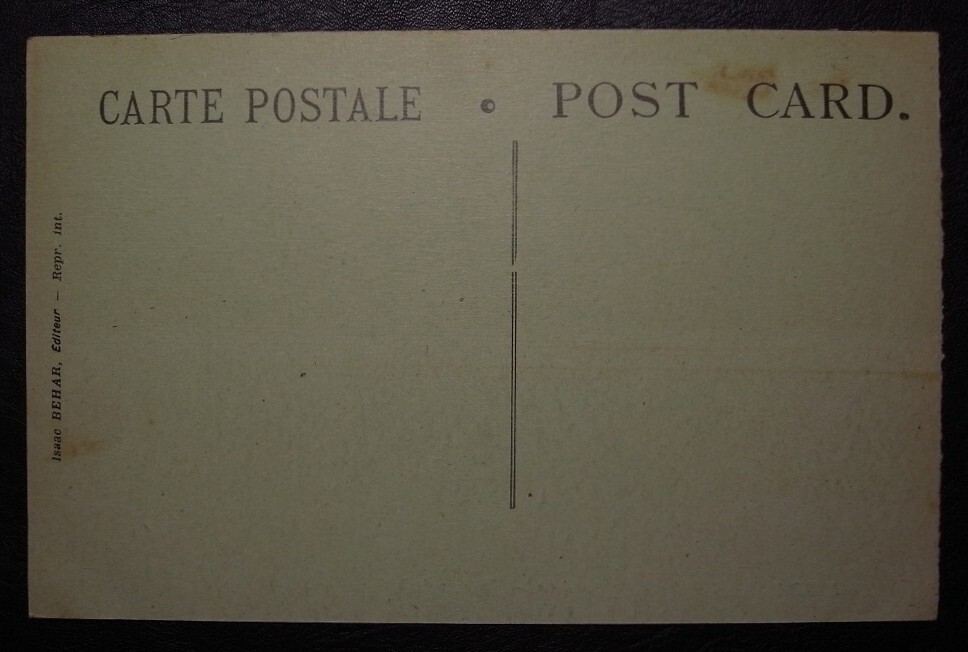 CARTE POSTALE • POST CARD.
Isaac BEHAR, Editeur – Repr. int.